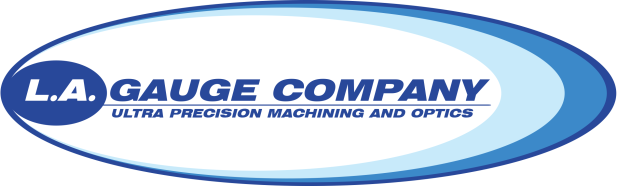 L.A. GAUGE COMPANY
ULTRA PRECISION MACHINING AND OPTICS